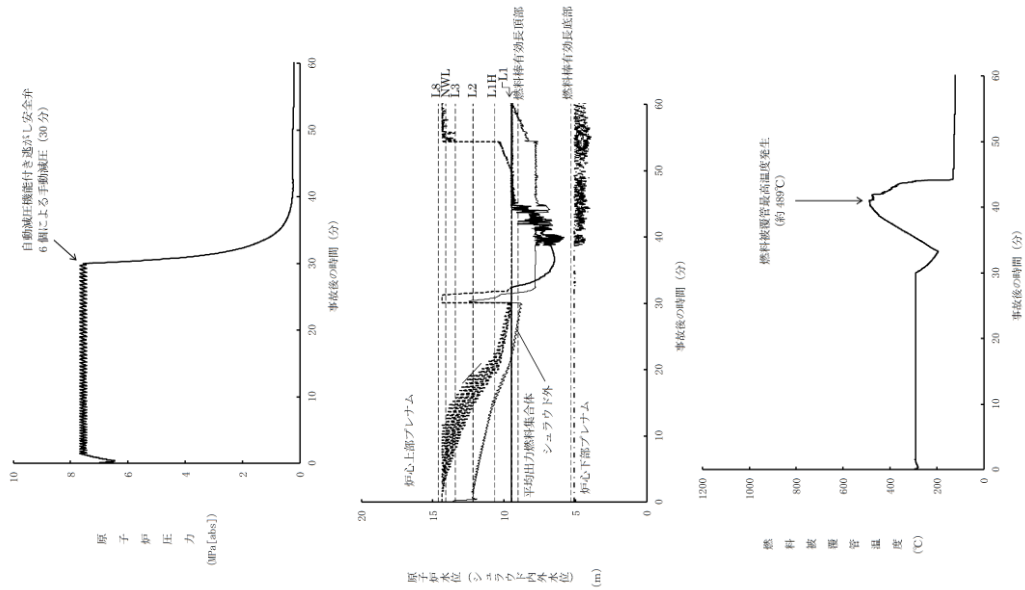 10
8
6
4
2
0
0
10
20
30
40
50
60
自動減圧機能付き逃がし安全弁
6個による手動減圧(30分)
原子炉圧力
(MPa[abs])
事故後の時間(分)
20
15
10
5
0
0
10
20
30
40
50
60
炉心上部プレナム
平均出力燃料集合体
シュラウド外
炉心下部プレナム
L8
NWL
L3
L2
L1H
L1
燃料棒有効長頂部
燃料棒有効長底部
原子炉水位(シュラウド内外水位)
(m)
事故後の時間(分)
1200
1000
800
600
400
200
0
0
10
20
30
40
50
60
燃料被覆管最高温度発生
(約 489℃)
燃料被覆管温度
(℃)
事故後の時間(分)